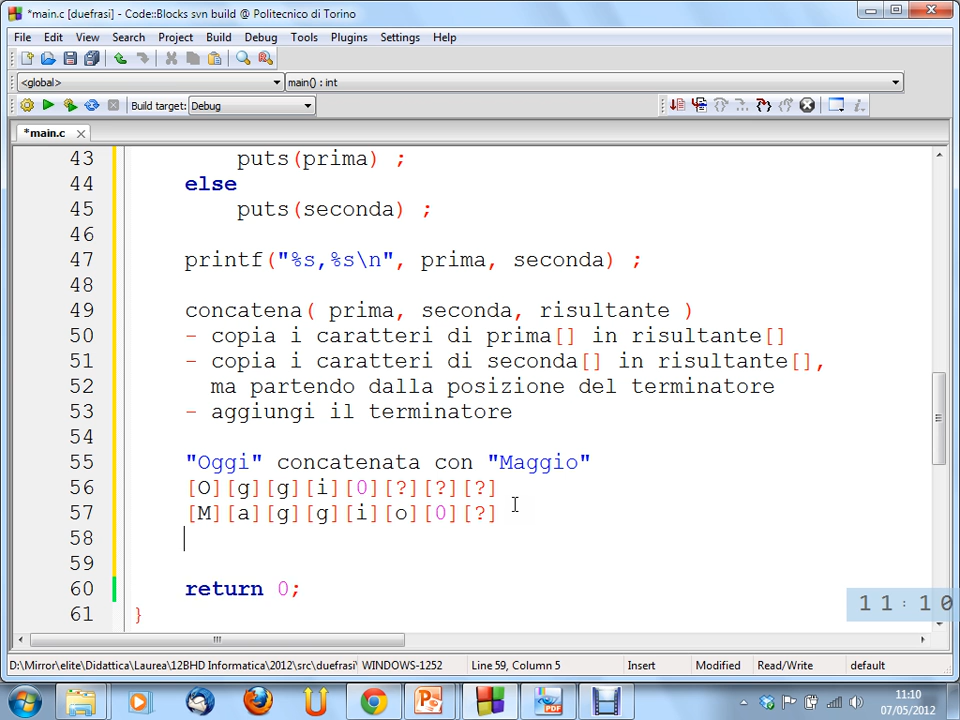 *main.c [duefrasi] - Code::Blocks svn build @ Politecnico di Torino
File Edit View Search Project Build Debug Tools Plugins Settings Help
<global> main() : int
Build target: Debug
*main.c
43 puts(prima) ;
44 else
45 puts(seconda) ;
46
47 printf("%s,%s\n", prima, seconda) ;
48
49 concatena( prima, seconda, risultante )
50 - copia i caratteri di prima[] in risultante[]
51 - copia i caratteri di seconda[] in risultante[],
52 ma partendo dalla posizione del terminatore
53 - aggiungi il terminatore
54
55 "Oggi" concatenata con "Maggio"
56 [O][g][g][i][0][?][?][?]
57 [M][a][g][g][i][o][0][?]
58
59
60 return 0;
61 }
11:10
D:\Mirror\elite\Didattica\Laurea\12BHD Informatica\2012\src\duefrasi WINDOWS-1252 Line 59, Column 5 Insert Modified Read/Write default
11:10
07/05/2012